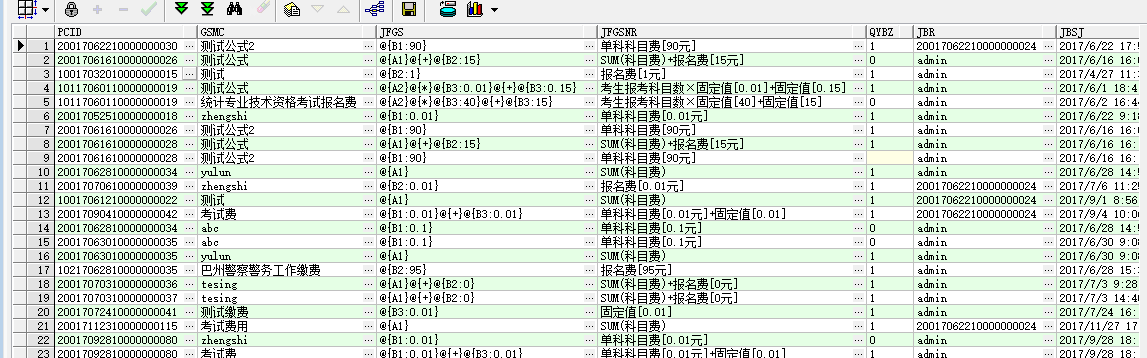 PCID GSMC JFGS JFGSNR QYBZ JBR JBSJ
1 20017062210000000030 测试公式2 @{B1:90} 单科科目费[90元] 1 20017062210000000024 2017/6/22 17:5
2 20017061610000000026 测试公式 @{A1}@{+}@{B2:15} SUM(科目费)+报名费[15元] 0 admin 2017/6/16 16:0
3 10017032010000000015 测试 @{B2:1} 报名费[1元] 1 admin 2017/4/27 11:
4 10117060110000000019 测试公式 @{A2}@{*}@{B3:0.01}@{+}@{B3:0.15} 考生报考科目数×固定值[0.01]+固定值[0.15] 1 admin 2017/6/1 18:4
5 10117060110000000019 统计专业技术资格考试报名费 @{A2}@{*}@{B3:40}@{+}@{B3:15} 考生报考科目数×固定值[40]+固定值[15] 0 admin 2017/6/2 16:4
6 20017052510000000018 zhengshi @{B1:0.01} 单科科目费[0.01元] 1 admin 2017/6/22 9:1
7 20017061610000000026 测试公式2 @{B1:90} 单科科目费[90元] 1 admin 2017/6/16 16:0
8 20017061610000000028 测试公式 @{A1}@{+}@{B2:15} SUM(科目费)+报名费[15元] 1 admin 2017/6/16 16:
9 20017061610000000028 测试公式2 @{B1:90} 单科科目费[90元] admin 2017/6/16 16:
10 20017062810000000034 yulun @{A1} SUM(科目费) 0 admin 2017/6/28 14:5
11 20017070610000000039 zhengshi @{B2:0.01} 报名费[0.01元] 1 20017062210000000024 2017/7/6 11:2
12 10017061210000000022 测试 @{A1} SUM(科目费) 1 20017062210000000024 2017/9/1 8:56
13 20017090410000000042 考试费 @{B1:0.01}@{+}@{B3:0.01} 单科科目费[0.01元]+固定值[0.01] 1 20017062210000000024 2017/9/4 10:0
14 20017062810000000034 abc @{B1:0.1} 单科科目费[0.1元] 0 admin 2017/6/28 14:5
15 20017063010000000035 abc @{B1:0.1} 单科科目费[0.1元] 0 admin 2017/6/30 9:0
16 20017063010000000035 yulun @{A1} SUM(科目费) 1 admin 2017/6/30 9:0
17 10217062810000000035 巴州警察警务工作缴费 @{B2:95} 报名费[95元] 1 admin 2017/6/28 15:
18 20017070310000000036 tesing @{A1}@{+}@{B2:0} SUM(科目费)+报名费[0元] 1 admin 2017/7/3 9:28
19 20017070310000000037 tesing @{A1}@{+}@{B2:0} SUM(科目费)+报名费[0元] 0 admin 2017/7/3 14:4
20 20017072410000000041 测试缴费 @{B3:0.01} 固定值[0.01] 1 admin 2017/7/24 16:
21 20017112310000000115 考试费用 @{A1} SUM(科目费) 1 20017062210000000024 2017/11/27 17
22 20017092810000000080 zhengshi @{B1:0.01} 单科科目费[0.01元] 0 admin 2017/9/28 18:
23 20017092810000000080 考试费 @{B1:0.01}@{+}@{B3:0.01} 单科科目费[0.01元]+固定值[0.01] 1 admin 2017/9/28 18: